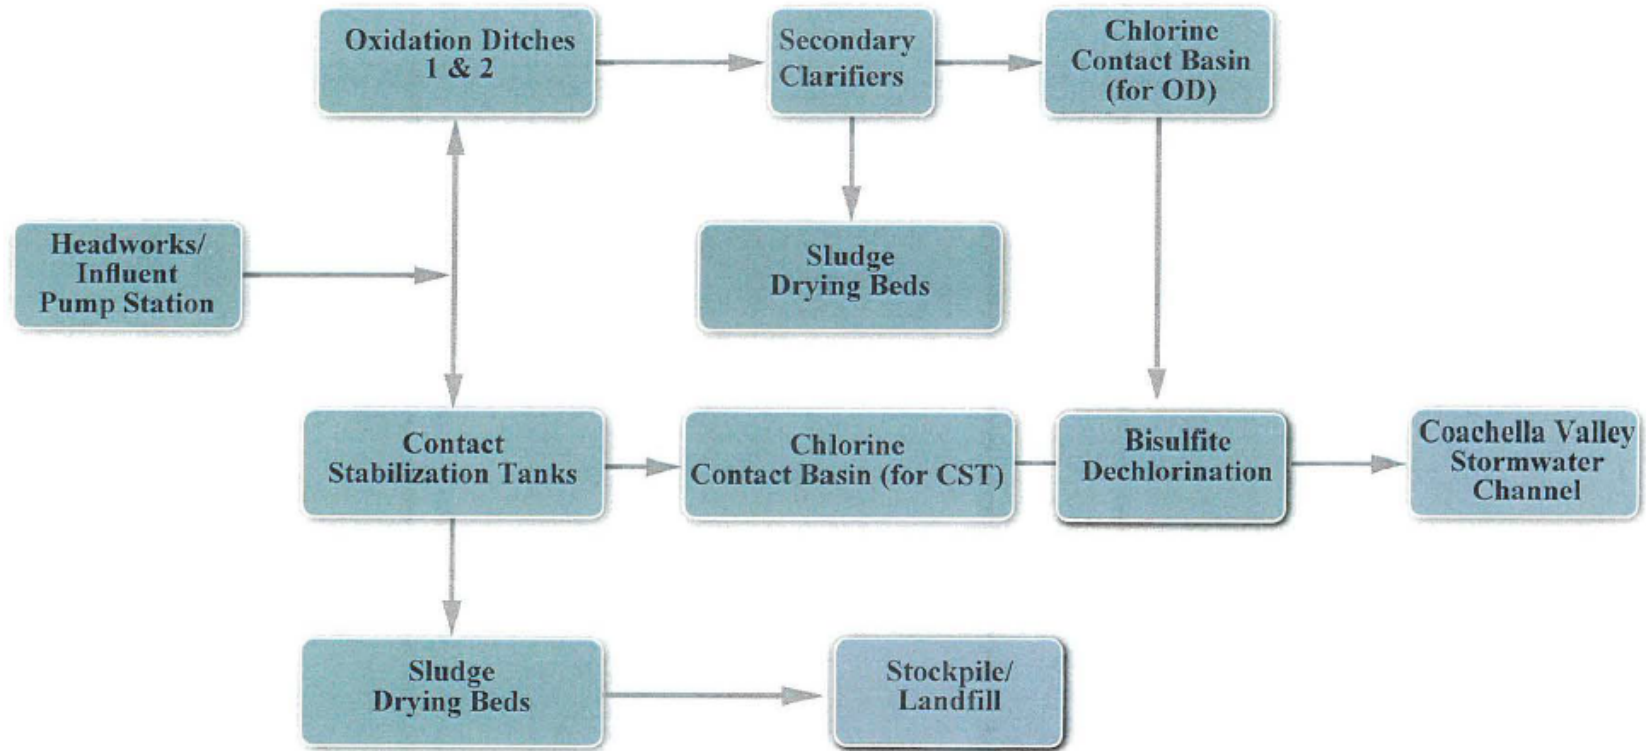 Oxidation Ditches
1 & 2
Secondary
Clarifiers
Chlorine
Contact Basin
(for OD)
Headworks/
Influent
Pump Station
Sludge
Drying Beds
Contact
Stabilization Tanks
Chlorine
Contact Basin (for CST)
Bisulfite
Dechlorination
Coachella Valley
Stormwater
Channel
Sludge
Drying Beds
Stockpile/
Landfill